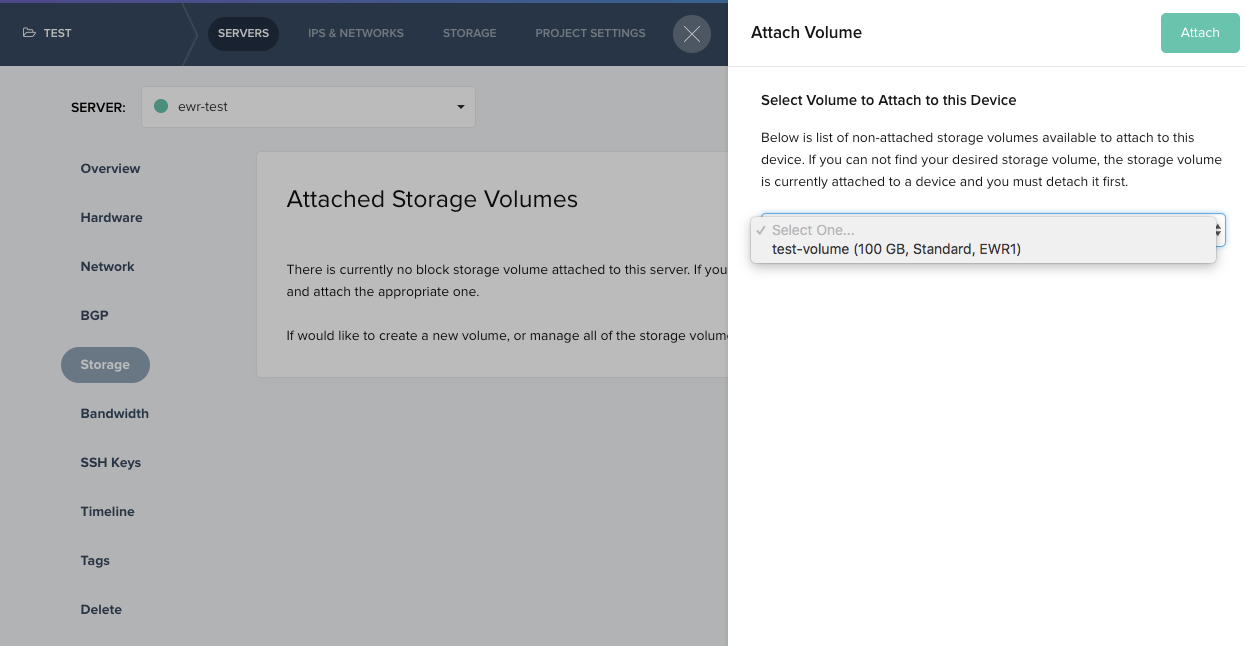 TEST
SERVERS
IPS & NETWORKS
STORAGE
PROJECT SETTINGS
SERVER:
ewr-test
Overview
Hardware
Network
BGP
Storage
Bandwidth
SSH Keys
Timeline
Tags
Delete
Attached Storage Volumes
There is currently no block storage volume attached to this server. If you
and attach the appropriate one.
If would like to create a new volume, or manage all of the storage volum
Attach Volume
Attach
Select Volume to Attach to this Device
Below is list of non-attached storage volumes available to attach to this
device. If you can not find your desired storage volume, the storage volume
is currently attached to a device and you must detach it first.
✓ Select One...
test-volume (100 GB, Standard, EWR1)